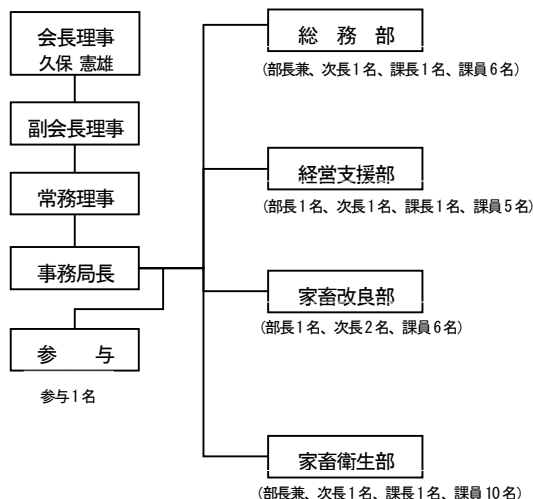 会長理事
久保 憲雄
副会長理事
常務理事
事務局長
参　与
参与1名
総　務　部
(部長兼、次長1名、課長1名、課員6名)
経営支援部
(部長1名、次長1名、課長1名、課員5名)
家畜改良部
(部長1名、次長2名、課員6名)
家畜衛生部
(部長兼、次長1名、課長1名、課員10名)